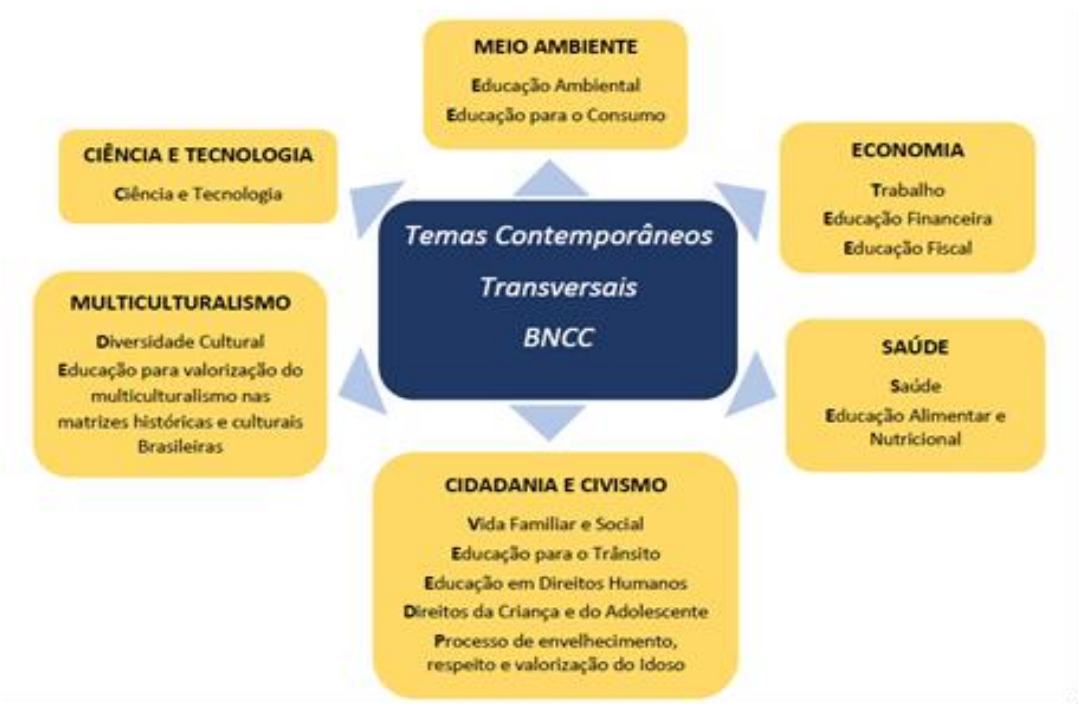 MEIO AMBIENTE
Educação Ambiental
Educação para o Consumo
CIÊNCIA E TECNOLOGIA
Ciência e Tecnologia
ECONOMIA
Trabalho
Educação Financeira
Educação Fiscal
Temas Contemporâneos
Transversais
BNCC
MULTICULTURALISMO
Diversidade Cultural
Educação para valorização do
multiculturalismo nas
matrizes históricas e culturais
Brasileiras
SAÚDE
Saúde
Educação Alimentar e
Nutricional
CIDADANIA E CIVISMO
Vida Familiar e Social
Educação para o Trânsito
Educação em Direitos Humanos
Direitos da Criança e do Adolescente
Processo de envelhecimento,
respeito e valorização do Idoso